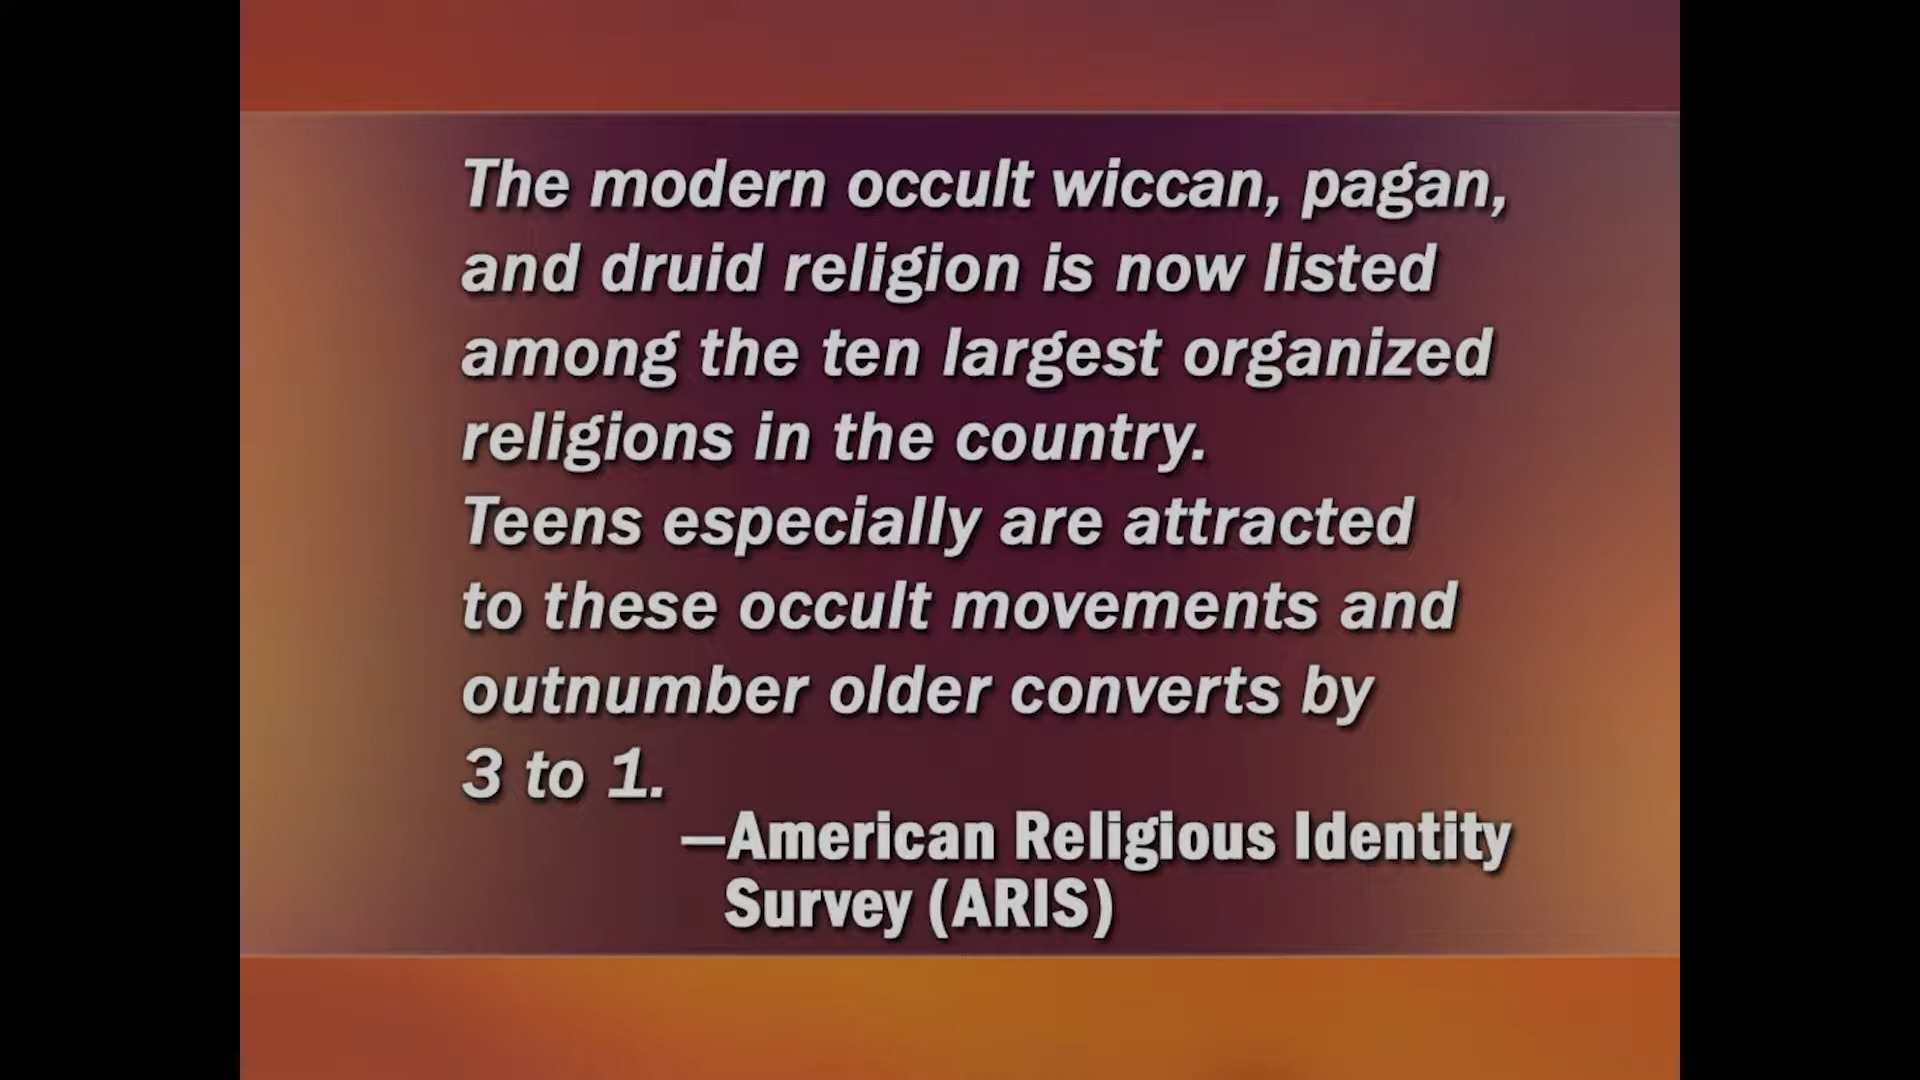 The modern occult wiccan, pagan,
and druid religion is now listed
among the ten largest organized
religions in the country.
Teens especially are attracted
to these occult movements and
outnumber older converts by
3 to 1.
—American Religious Identity
Survey (ARIS)